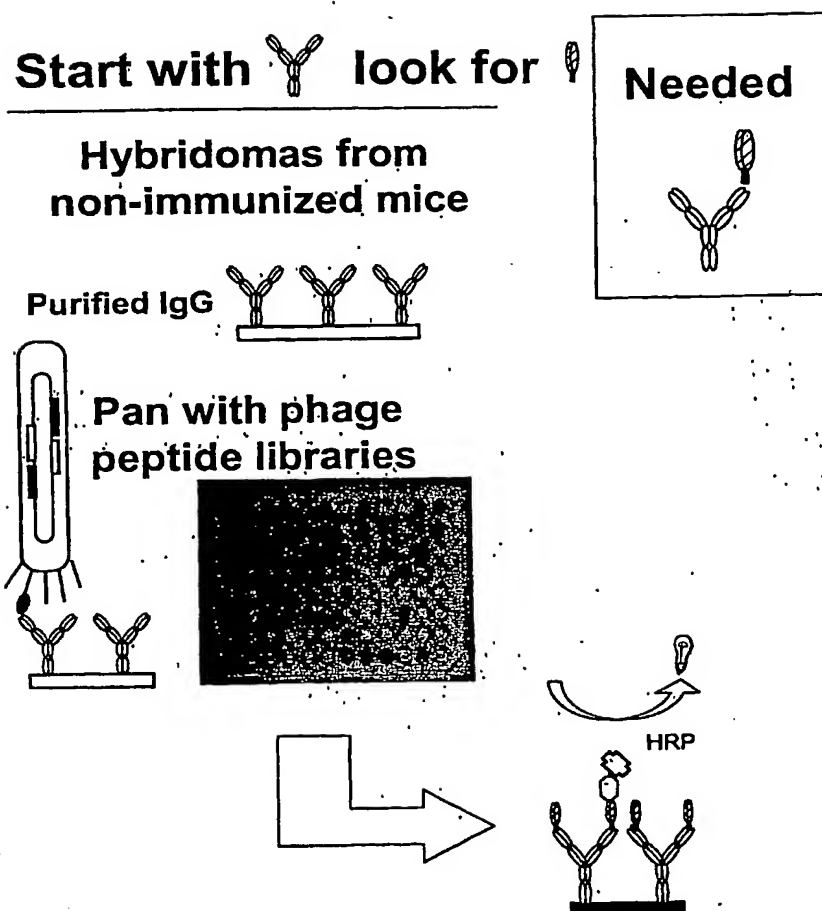 Start with look for
Needed
Hybridomas from
non-immunized mice
Purified IgG
Pan with phage
peptide libraries
HRP